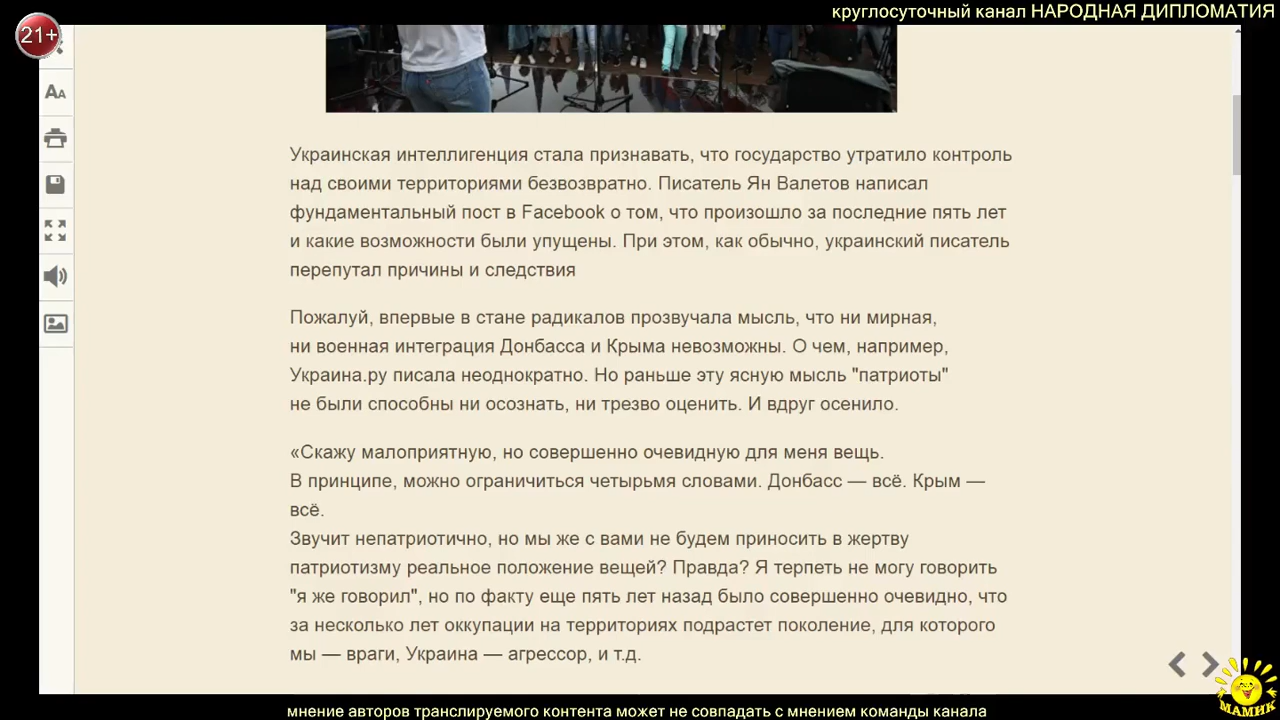 круглосуточный канал НАРОДНАЯ ДИПЛОМАТИЯ
21+
AA
Украинская интеллигенция стала признавать, что государство утратило контроль
над своими территориями безвозвратно. Писатель Ян Валетов написал
фундаментальный пост в Facebook о том, что произошло за последние пять лет
и какие возможности были упущены. При этом, как обычно, украинский писатель
перепутал причины и следствия
Пожалуй, впервые в стане радикалов прозвучала мысль, что ни мирная,
ни военная интеграция Донбасса и Крыма невозможны. О чем, например,
Украина.ру писала неоднократно. Но раньше эту ясную мысль "патриоты"
не были способны ни осознать, ни трезво оценить. И вдруг осенило.
«Скажу малоприятную, но совершенно очевидную для меня вещь.
В принципе, можно ограничиться четырьмя словами. Донбасс — всё. Крым —
всё.
Звучит непатриотично, но мы же с вами не будем приносить в жертву
патриотизму реальное положение вещей? Правда? Я терпеть не могу говорить
"я же говорил", но по факту еще пять лет назад было совершенно очевидно, что
за несколько лет оккупации на территориях подрастет поколение, для которого
мы — враги, Украина — агрессор, и т.д.
МАМИК
мнение авторов транслируемого контента может не совпадать с мнением команды канала